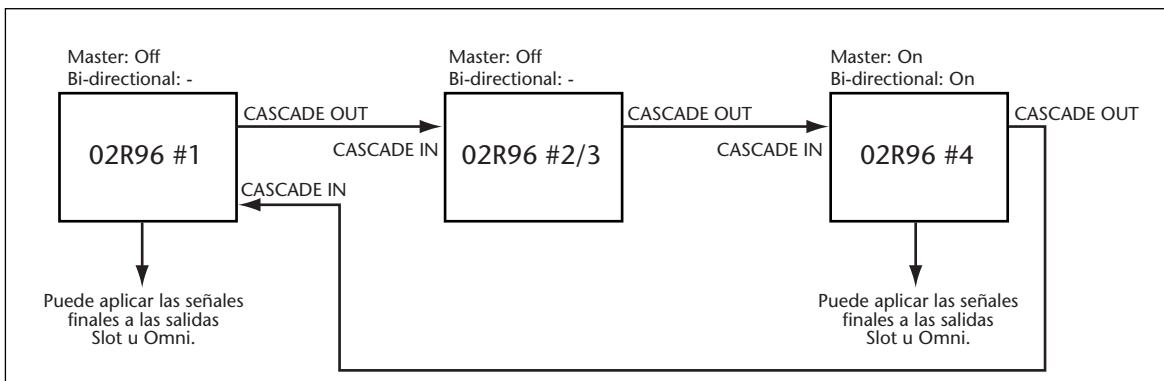 Master: Off
Bi-directional: -
02R96 #1
CASCADE OUT
CASCADE IN
CASCADE IN
Puede aplicar las señales
finales a las salidas
Slot u Omni.
Master: Off
Bi-directional: -
02R96 #2/3
CASCADE OUT
CASCADE IN
Master: On
Bi-directional: On
02R96 #4
CASCADE OUT
Puede aplicar las señales
finales a las salidas
Slot u Omni.